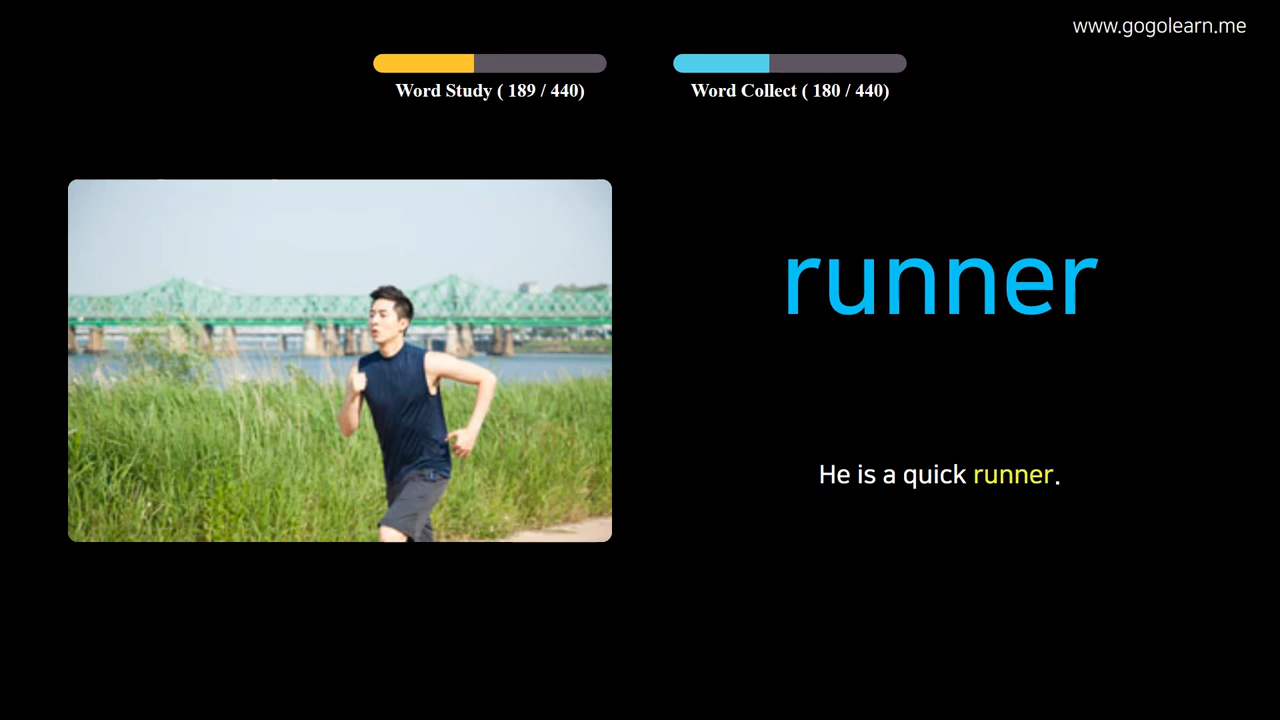 www.gogolearn.me
Word Study ( 189 / 440)
Word Collect ( 180 / 440)
runner
He is a quick runner.